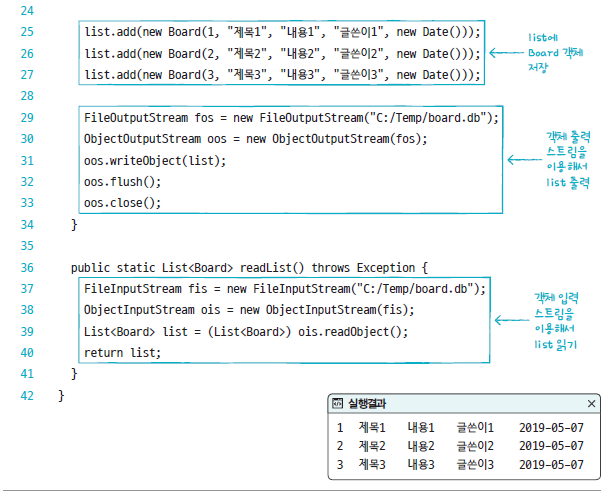 24
25 list.add(new Board(1, "제목1", "내용1", "글쓴이1", new Date()));
26 list.add(new Board(2, "제목2", "내용2", "글쓴이2", new Date()));
27 list.add(new Board(3, "제목3", "내용3", "글쓴이3", new Date()));
list에
Board 객체
저장
28
29 FileOutputStream fos = new FileOutputStream("C:/Temp/board.db");
30 ObjectOutputStream oos = new ObjectOutputStream(fos);
31 oos.writeObject(list);
32 oos.flush();
33 oos.close();
객체 출력
스트림을
이용해서
list 출력
34 }
35
36 public static List<Board> readList() throws Exception {
37 FileInputStream fis = new FileInputStream("C:/Temp/board.db");
38 ObjectInputStream ois = new ObjectInputStream(fis);
39 List<Board> list = (List<Board>) ois.readObject();
40 return list;
객체 입력
스트림을
이용해서
list 읽기
41 }
42 }
실행결과 ×
1 제목1 내용1 글쓴이1 2019-05-07
2 제목2 내용2 글쓴이2 2019-05-07
3 제목3 내용3 글쓴이3 2019-05-07